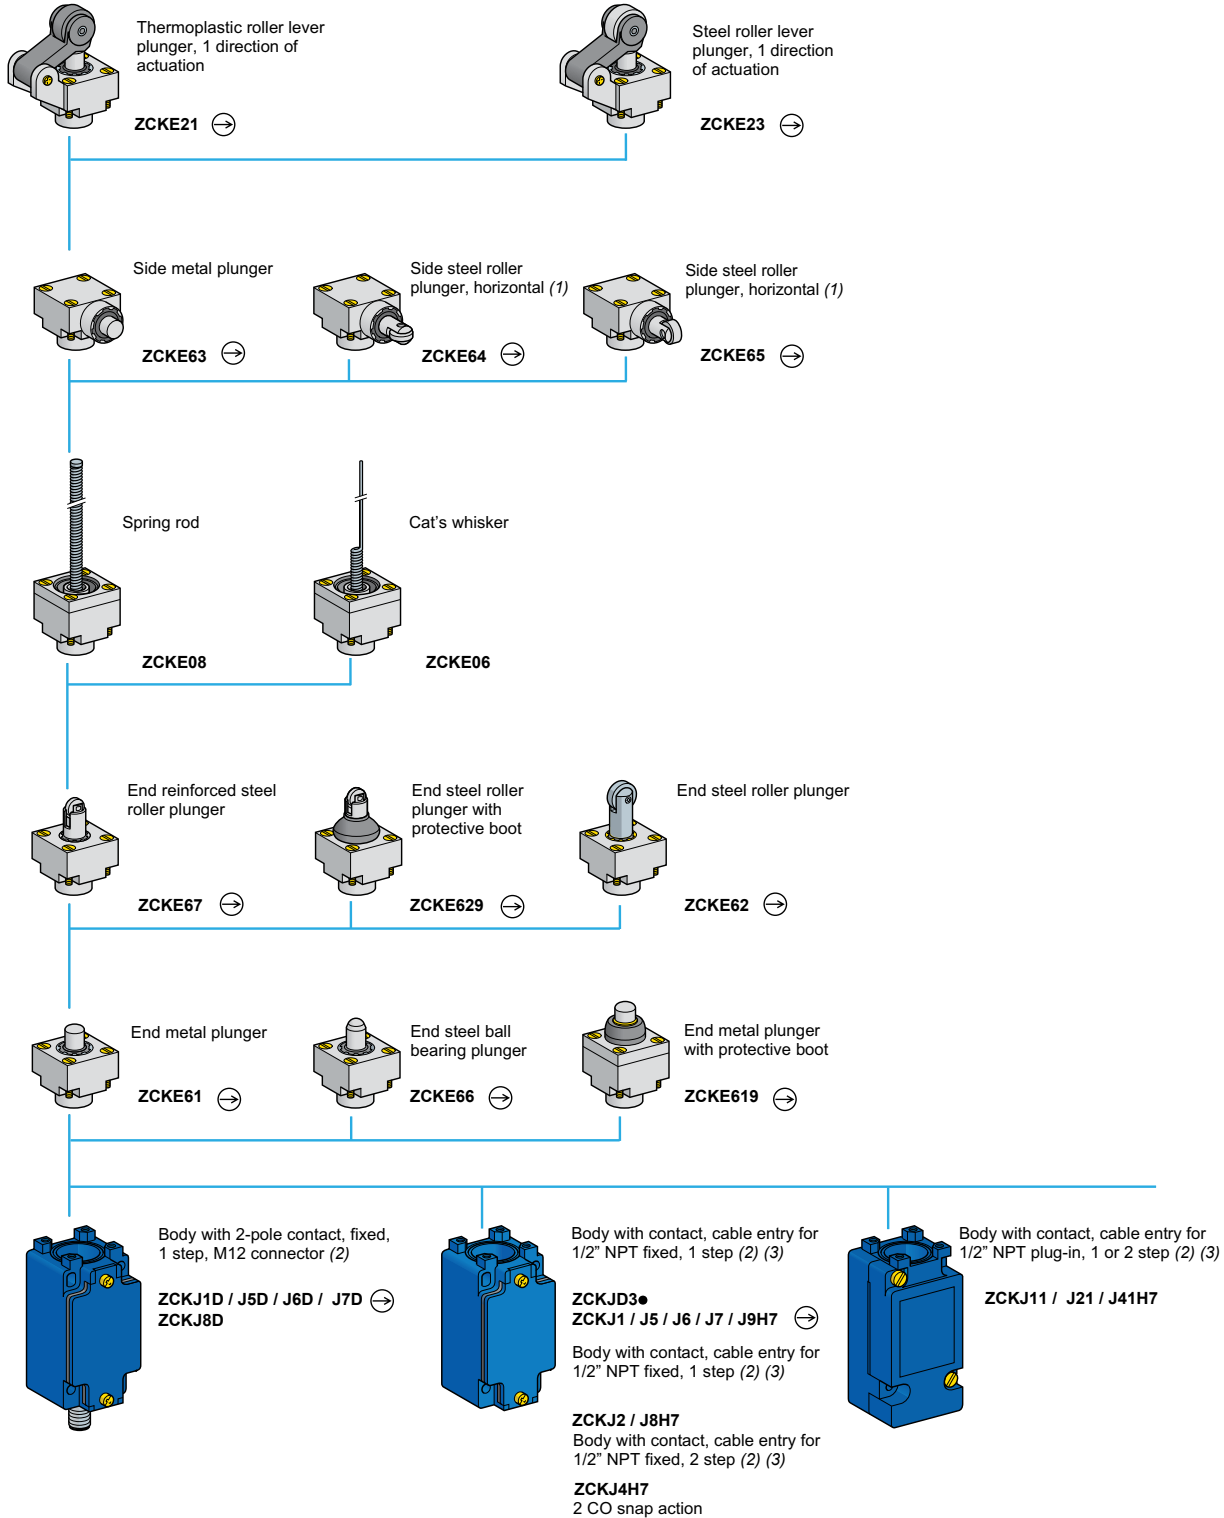 Thermoplastic roller lever
plunger, 1 direction of
actuation
ZCKE21
Steel roller lever
plunger, 1 direction
of actuation
ZCKE23
Side metal plunger
ZCKE63
Side steel roller
plunger, horizontal (1)
ZCKE64
Side steel roller
plunger, horizontal (1)
ZCKE65
Spring rod
ZCKE08
Cat's whisker
ZCKE06
End reinforced steel
roller plunger
ZCKE67
End steel roller
plunger with
protective boot
ZCKE629
End steel roller plunger
ZCKE62
End metal plunger
ZCKE61
End steel ball
bearing plunger
ZCKE66
End metal plunger
with protective boot
ZCKE619
Body with 2-pole contact, fixed,
1 step, M12 connector (2)
ZCKJ1D / J5D / J6D / J7D
ZCKJ8D
Body with contact, cable entry for
1/2” NPT fixed, 1 step (2) (3)
ZCKJD3●
ZCKJ1 / J5 / J6 / J7 / J9H7
Body with contact, cable entry for
1/2” NPT fixed, 1 step (2) (3)
ZCKJ2 / J8H7
Body with contact, cable entry for
1/2” NPT fixed, 2 step (2) (3)
ZCKJ4H7
2 CO snap action
Body with contact, cable entry for
1/2” NPT plug-in, 1 or 2 step (2) (3)
ZCKJ11 / J21 / J41H7